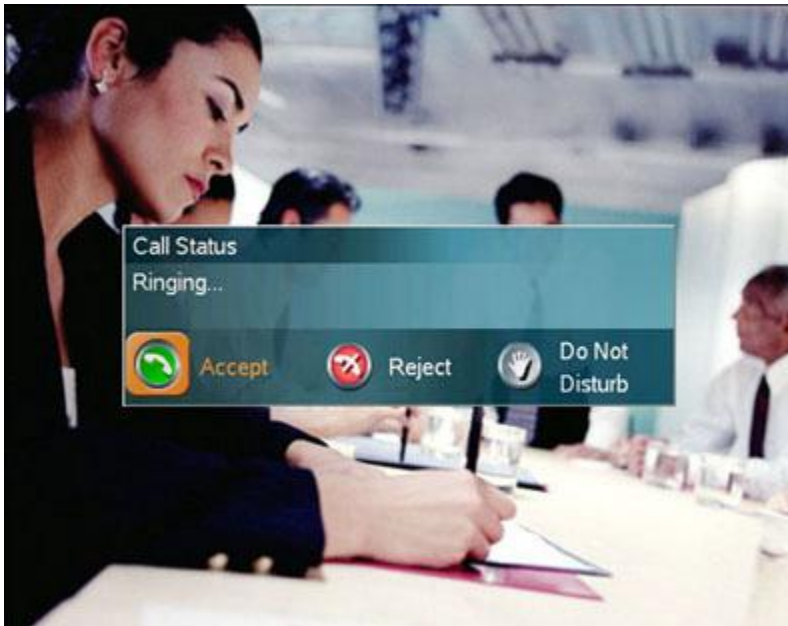 Call Status
Ringing...
Accept
Reject
Do Not
Disturb